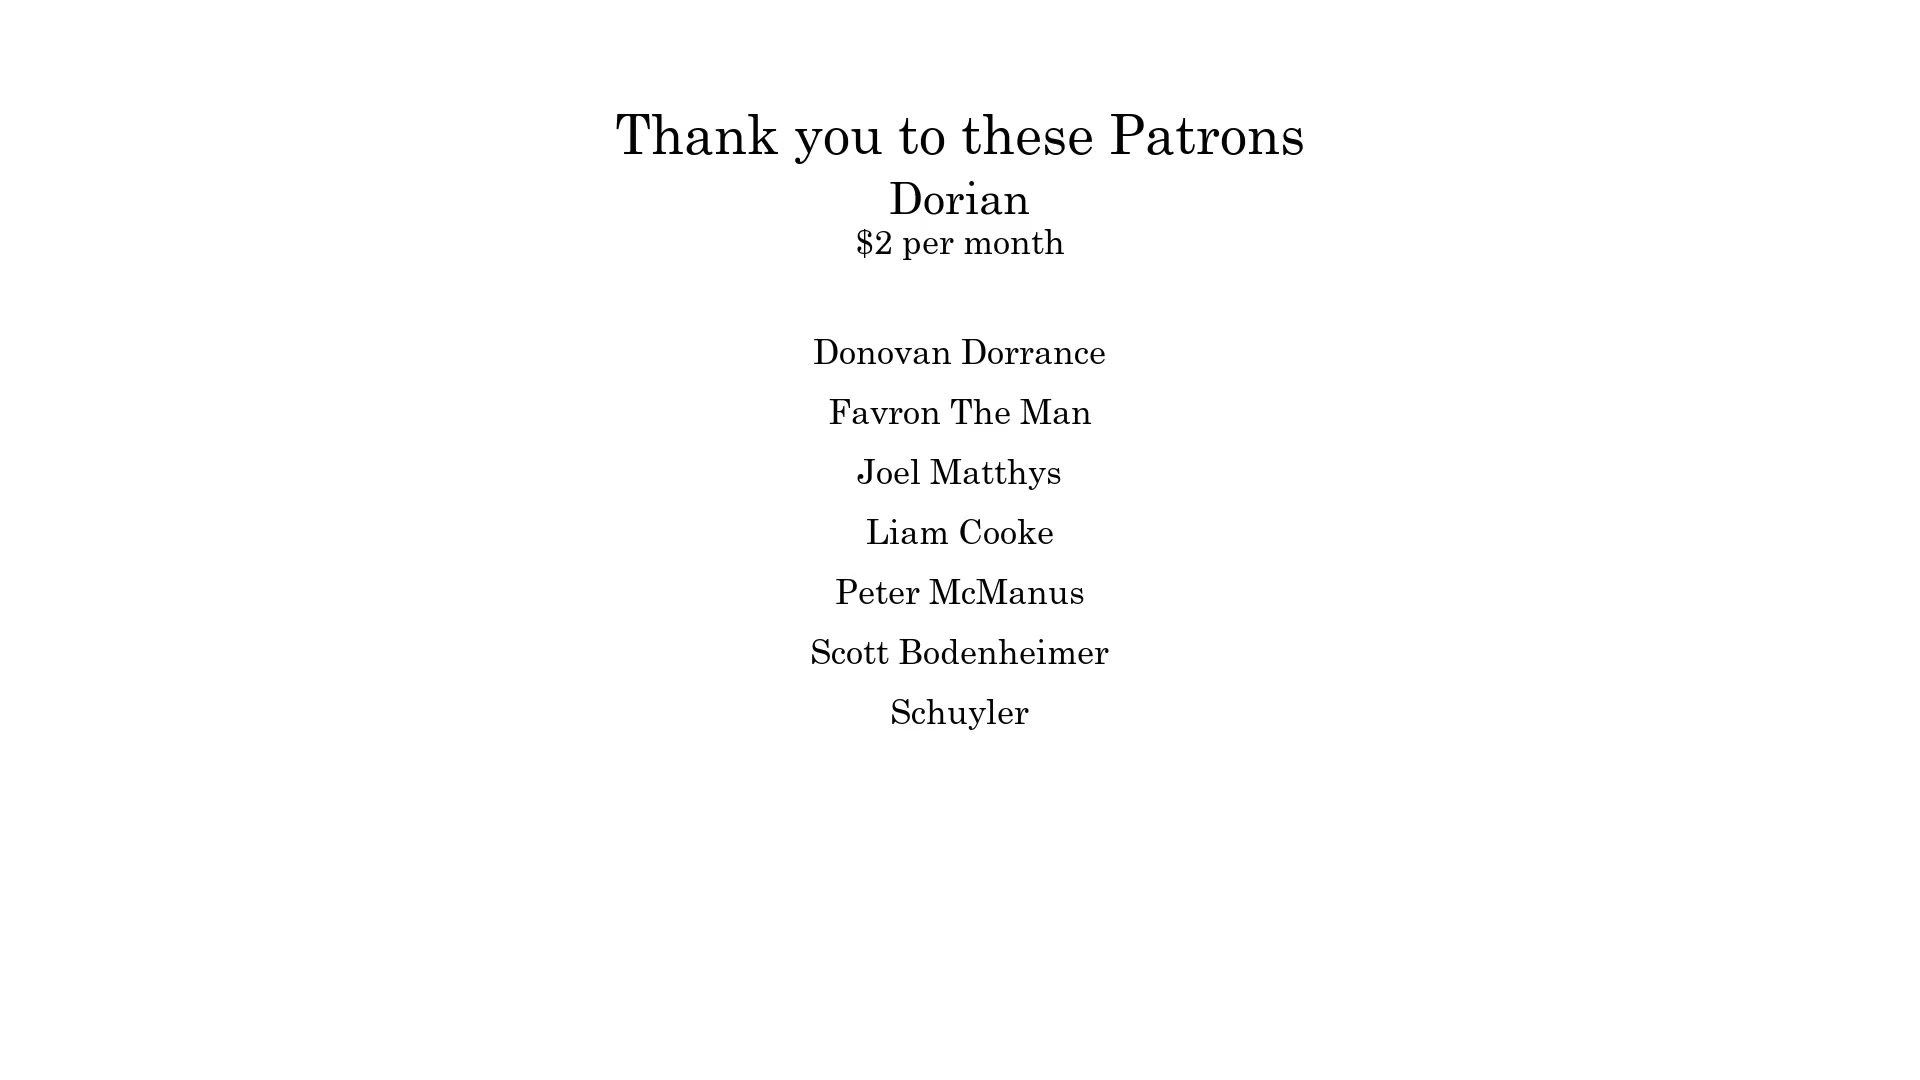 Thank you to these Patrons
Dorian
$2 per month
Donovan Dorrance
Favron The Man
Joel Matthys
Liam Cooke
Peter McManus
Scott Bodenheimer
Schuyler